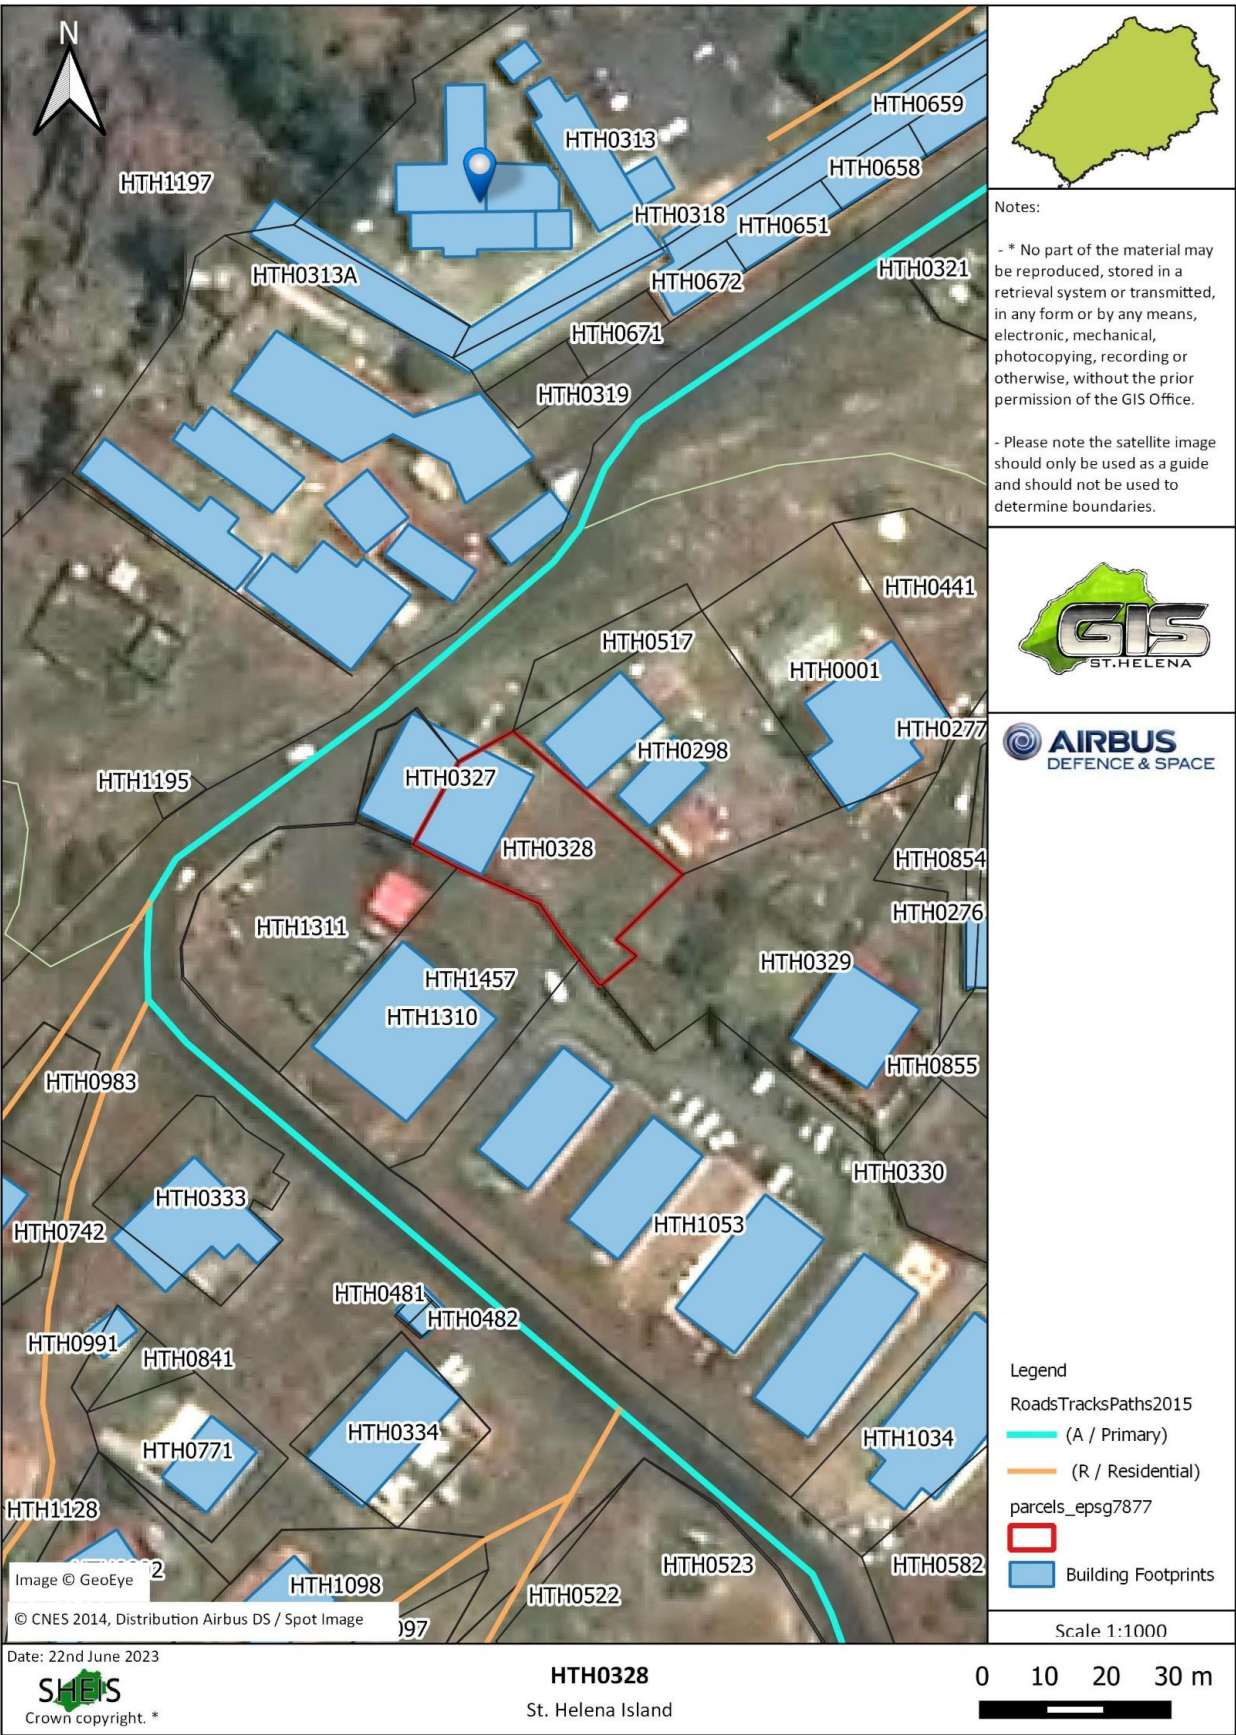 N
HTH0659
HTH0313
HTH0658
HTH1197
HTH0318
HTH0651
HTH0313A
HTH0672
HTH0321
HTH0671
HTH0319
HTH0441
HTH0517
HTH0001
HTH0277
HTH0298
HTH0327
HTH1195
HTH0328
HTH0854
HTH0276
HTH1311
HTH0329
HTH1457
HTH1310
HTH0855
HTH0983
HTH0330
HTH0333
HTH1053
HTH0742
HTH0481
HTH0482
HTH0991
HTH0841
HTH0334
HTH1034
HTH0771
HTH1128
HTH0523
HTH0582
HTH1098
HTH0522
Image © GeoEye
© CNES 2014, Distribution Airbus DS / Spot Image
Notes:
- * No part of the material may
be reproduced, stored in a
retrieval system or transmitted,
in any form or by any means,
electronic, mechanical,
photocopying, recording or
otherwise, without the prior
permission of the GIS Office.
- Please note the satellite image
should only be used as a guide
and should not be used to
determine boundaries.
GIS
ST.HELENA
AIRBUS
DEFENCE & SPACE
Legend
RoadsTracksPaths2015
(A / Primary)
(R / Residential)
parcels_epsg7877
Building Footprints
Scale 1:1000
Date: 22nd June 2023
SHEIS
Crown copyright. *
HTH0328
St. Helena Island
0 10 20 30 m